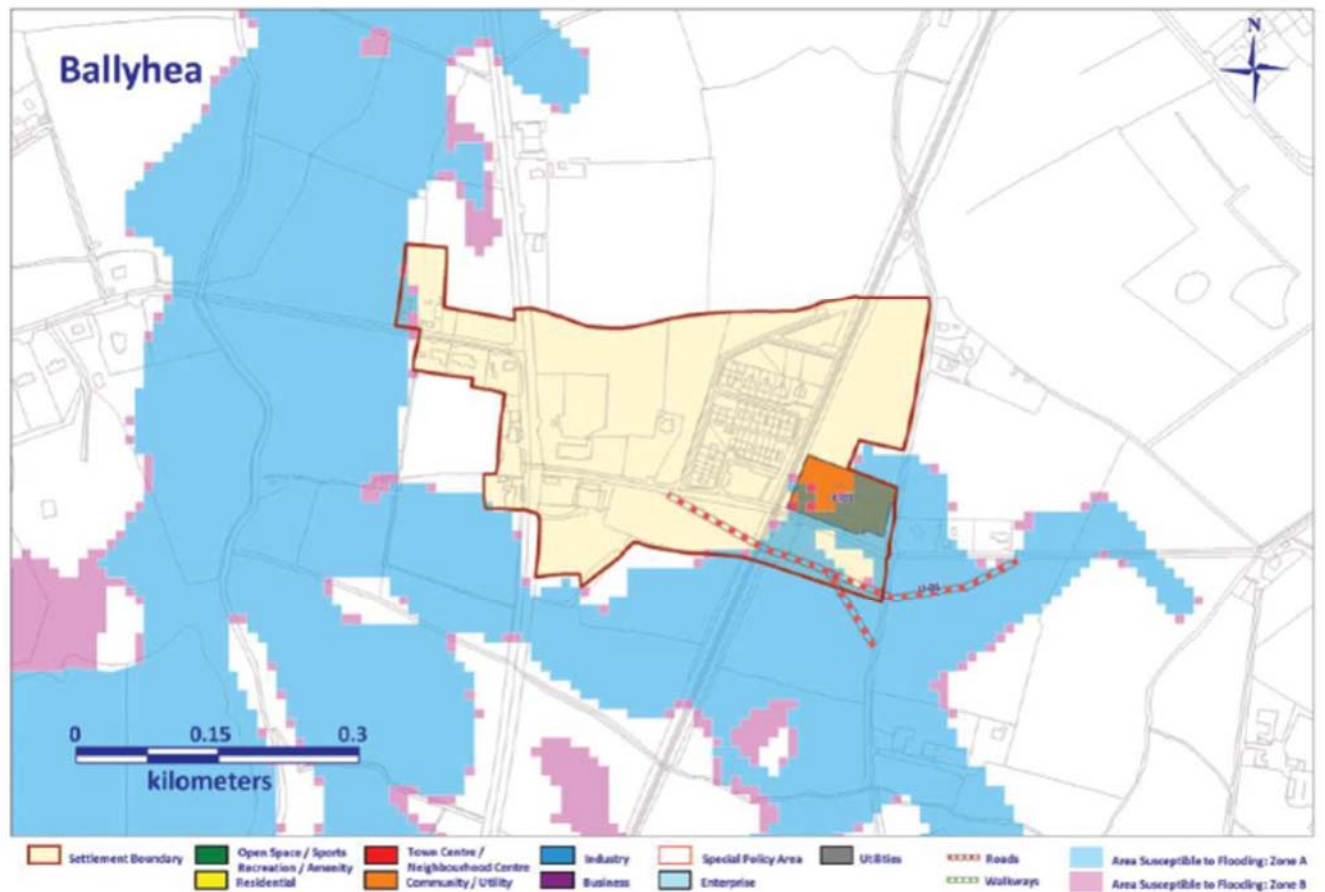 Ballyhea
N
0 0.15 0.3
kilometers
U-01
Settlement Boundary
Open Space / Sports
Recreation / Amenity
Residential
Town Centre /
Neighbourhood Centre
Community / Utility
Industry
Business
Special Policy Area
Enterprise
Utilities
Roads
Walkways
Area Susceptible to Flooding: Zone A
Area Susceptible to Flooding: Zone B